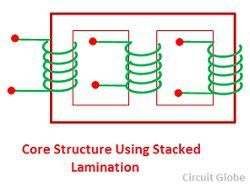 Core Structure Using Stacked
Lamination
Circuit Globe